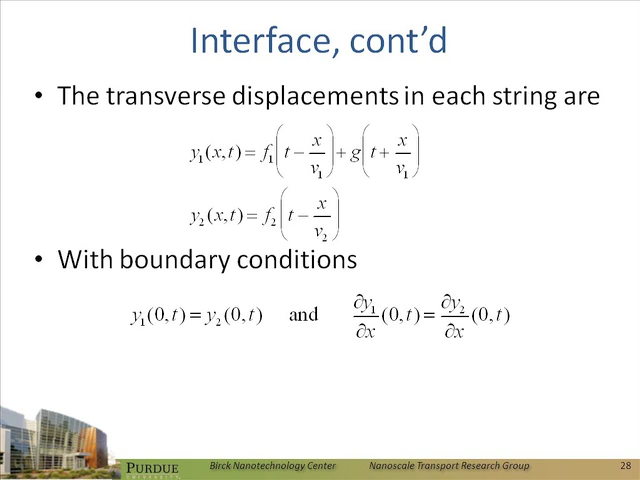 Interface, cont'd
• The transverse displacements in each string are
y₁(x,t) = f₁(t − x/v₁) + g(t + x/v₁)
y₂(x,t) = f₂(t − x/v₂)
• With boundary conditions
y₁(0,t) = y₂(0,t) and ∂y₁/∂x (0,t) = ∂y₂/∂x (0,t)
PURDUE
UNIVERSITY
Birck Nanotechnology Center Nanoscale Transport Research Group 28